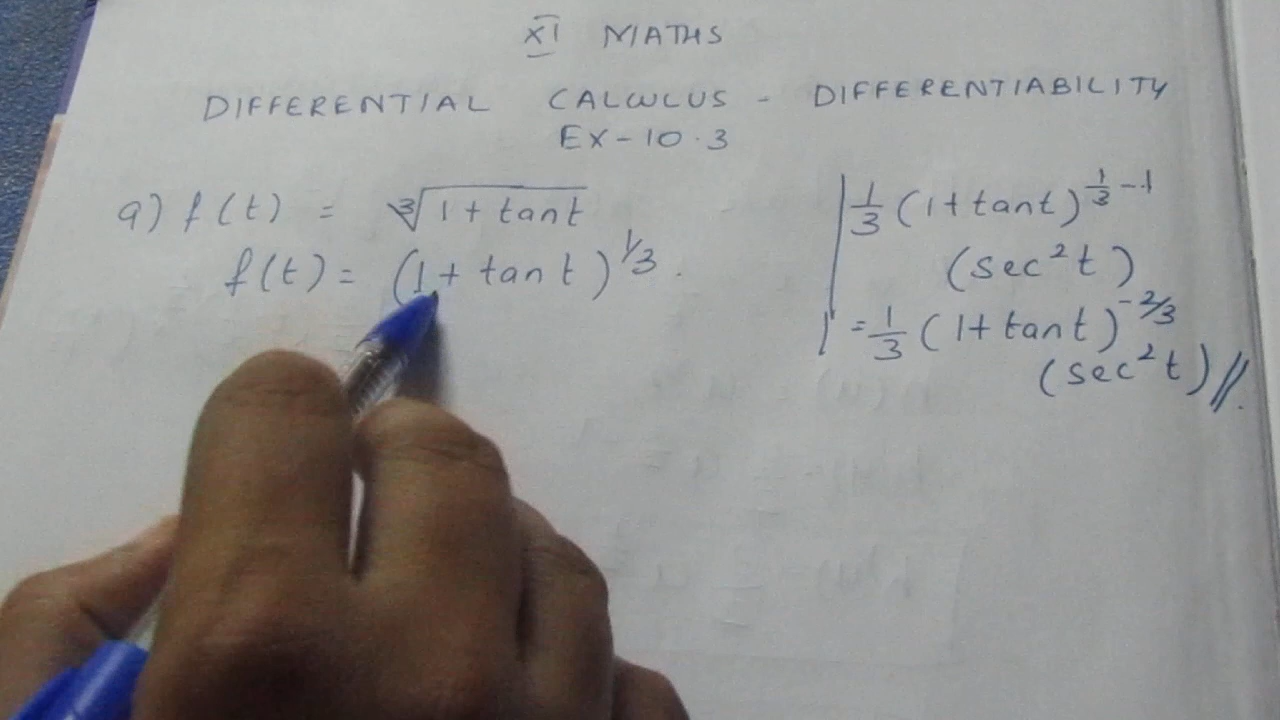 XI MATHS
DIFFERENTIAL CALCULUS - DIFFERENTIABILITY
EX-10.3
9) f(t) = ∛(1+tant)
f(t) = (1+ tant)^1/3.
1/3 (1+tant)^1/3-1
(sec²t)
= 1/3 (1+tant)^-2/3
(sec²t)//.